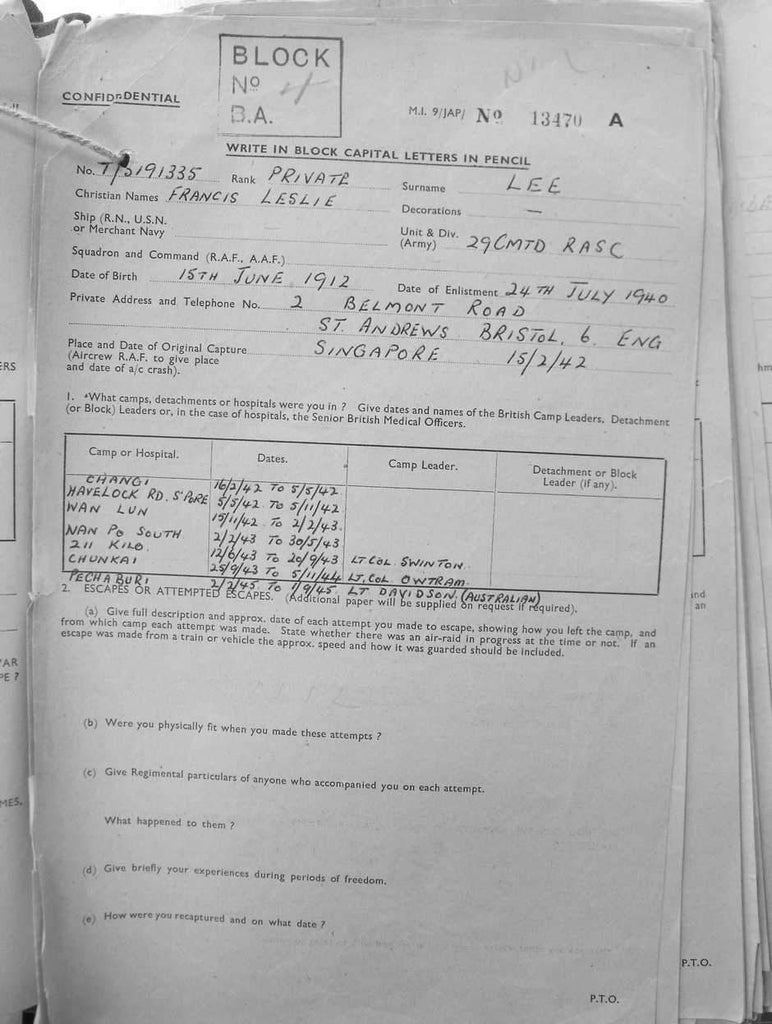 BLOCK
Nº 4
B.A.
CONFIDENTIAL
M.I. 9/JAP/ Nº 13470 A
WRITE IN BLOCK CAPITAL LETTERS IN PENCIL
No. T/3191335 Rank PRIVATE Surname LEE
Christian Names FRANCIS LESLIE Decorations —
Ship (R.N., U.S.N. or Merchant Navy
Unit & Div. (Army) 29 CMTD RASC
Squadron and Command (R.A.F., A.A.F.)
Date of Birth 15TH JUNE 1912 Date of Enlistment 24TH JULY 1940
Private Address and Telephone No. 2 BELMONT ROAD
ST. ANDREWS BRISTOL. 6. ENG
Place and Date of Original Capture SINGAPORE 15/2/42
(Aircrew R.A.F. to give place
and date of a/c crash).
1. *What camps, detachments or hospitals were you in ? Give dates and names of the British Camp Leaders, Detachment
(or Block) Leaders or, in the case of hospitals, the Senior British Medical Officers.
Camp or Hospital. Dates. Camp Leader. Detachment or Block Leader (if any).
CHANGI 16/2/42 TO 5/5/42
HAVELOCK RD. S'PORE 5/5/42 TO 5/11/42
WAN LUN 15/11/42 TO 2/2/43
NAN PO SOUTH 2/2/43 TO 30/5/43
211 KILO. 12/6/43 TO 20/9/43 LT COL SWINTON
CHUNKAI 25/9/43 TO 5/11/44 LT. COL OWTRAM
PECHABURI 2/2/45 TO 1/9/45 LT DAVIDSON (AUSTRALIAN)
2. ESCAPES OR ATTEMPTED ESCAPES. (Additional paper will be supplied on request if required).
(a) Give full description and approx. date of each attempt you made to escape, showing how you left the camp, and
from which camp each attempt was made. State whether there was an air-raid in progress at the time or not. If an
escape was made from a train or vehicle the approx. speed and how it was guarded should be included.
(b) Were you physically fit when you made these attempts ?
(c) Give Regimental particulars of anyone who accompanied you on each attempt.
What happened to them ?
(d) Give briefly your experiences during periods of freedom.
(e) How were you recaptured and on what date ?
P.T.O.
P.T.O.